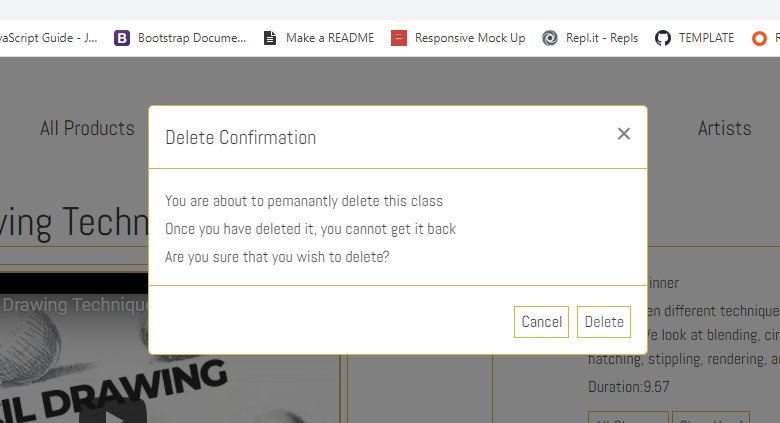 vaScript Guide - J...
Bootstrap Docume...
Make a README
Responsive Mock Up
Repl.it - Repls
TEMPLATE
All Products
Artists
Delete Confirmation
×
You are about to pemanantly delete this class
Once you have deleted it, you cannot get it back
Are you sure that you wish to delete?
Cancel
Delete
ving Techn
Drawing Technique
IL DRAWING
inner
en different technique
e look at blending, cir
hatching, stippling, rendering, a
Duration:9.57